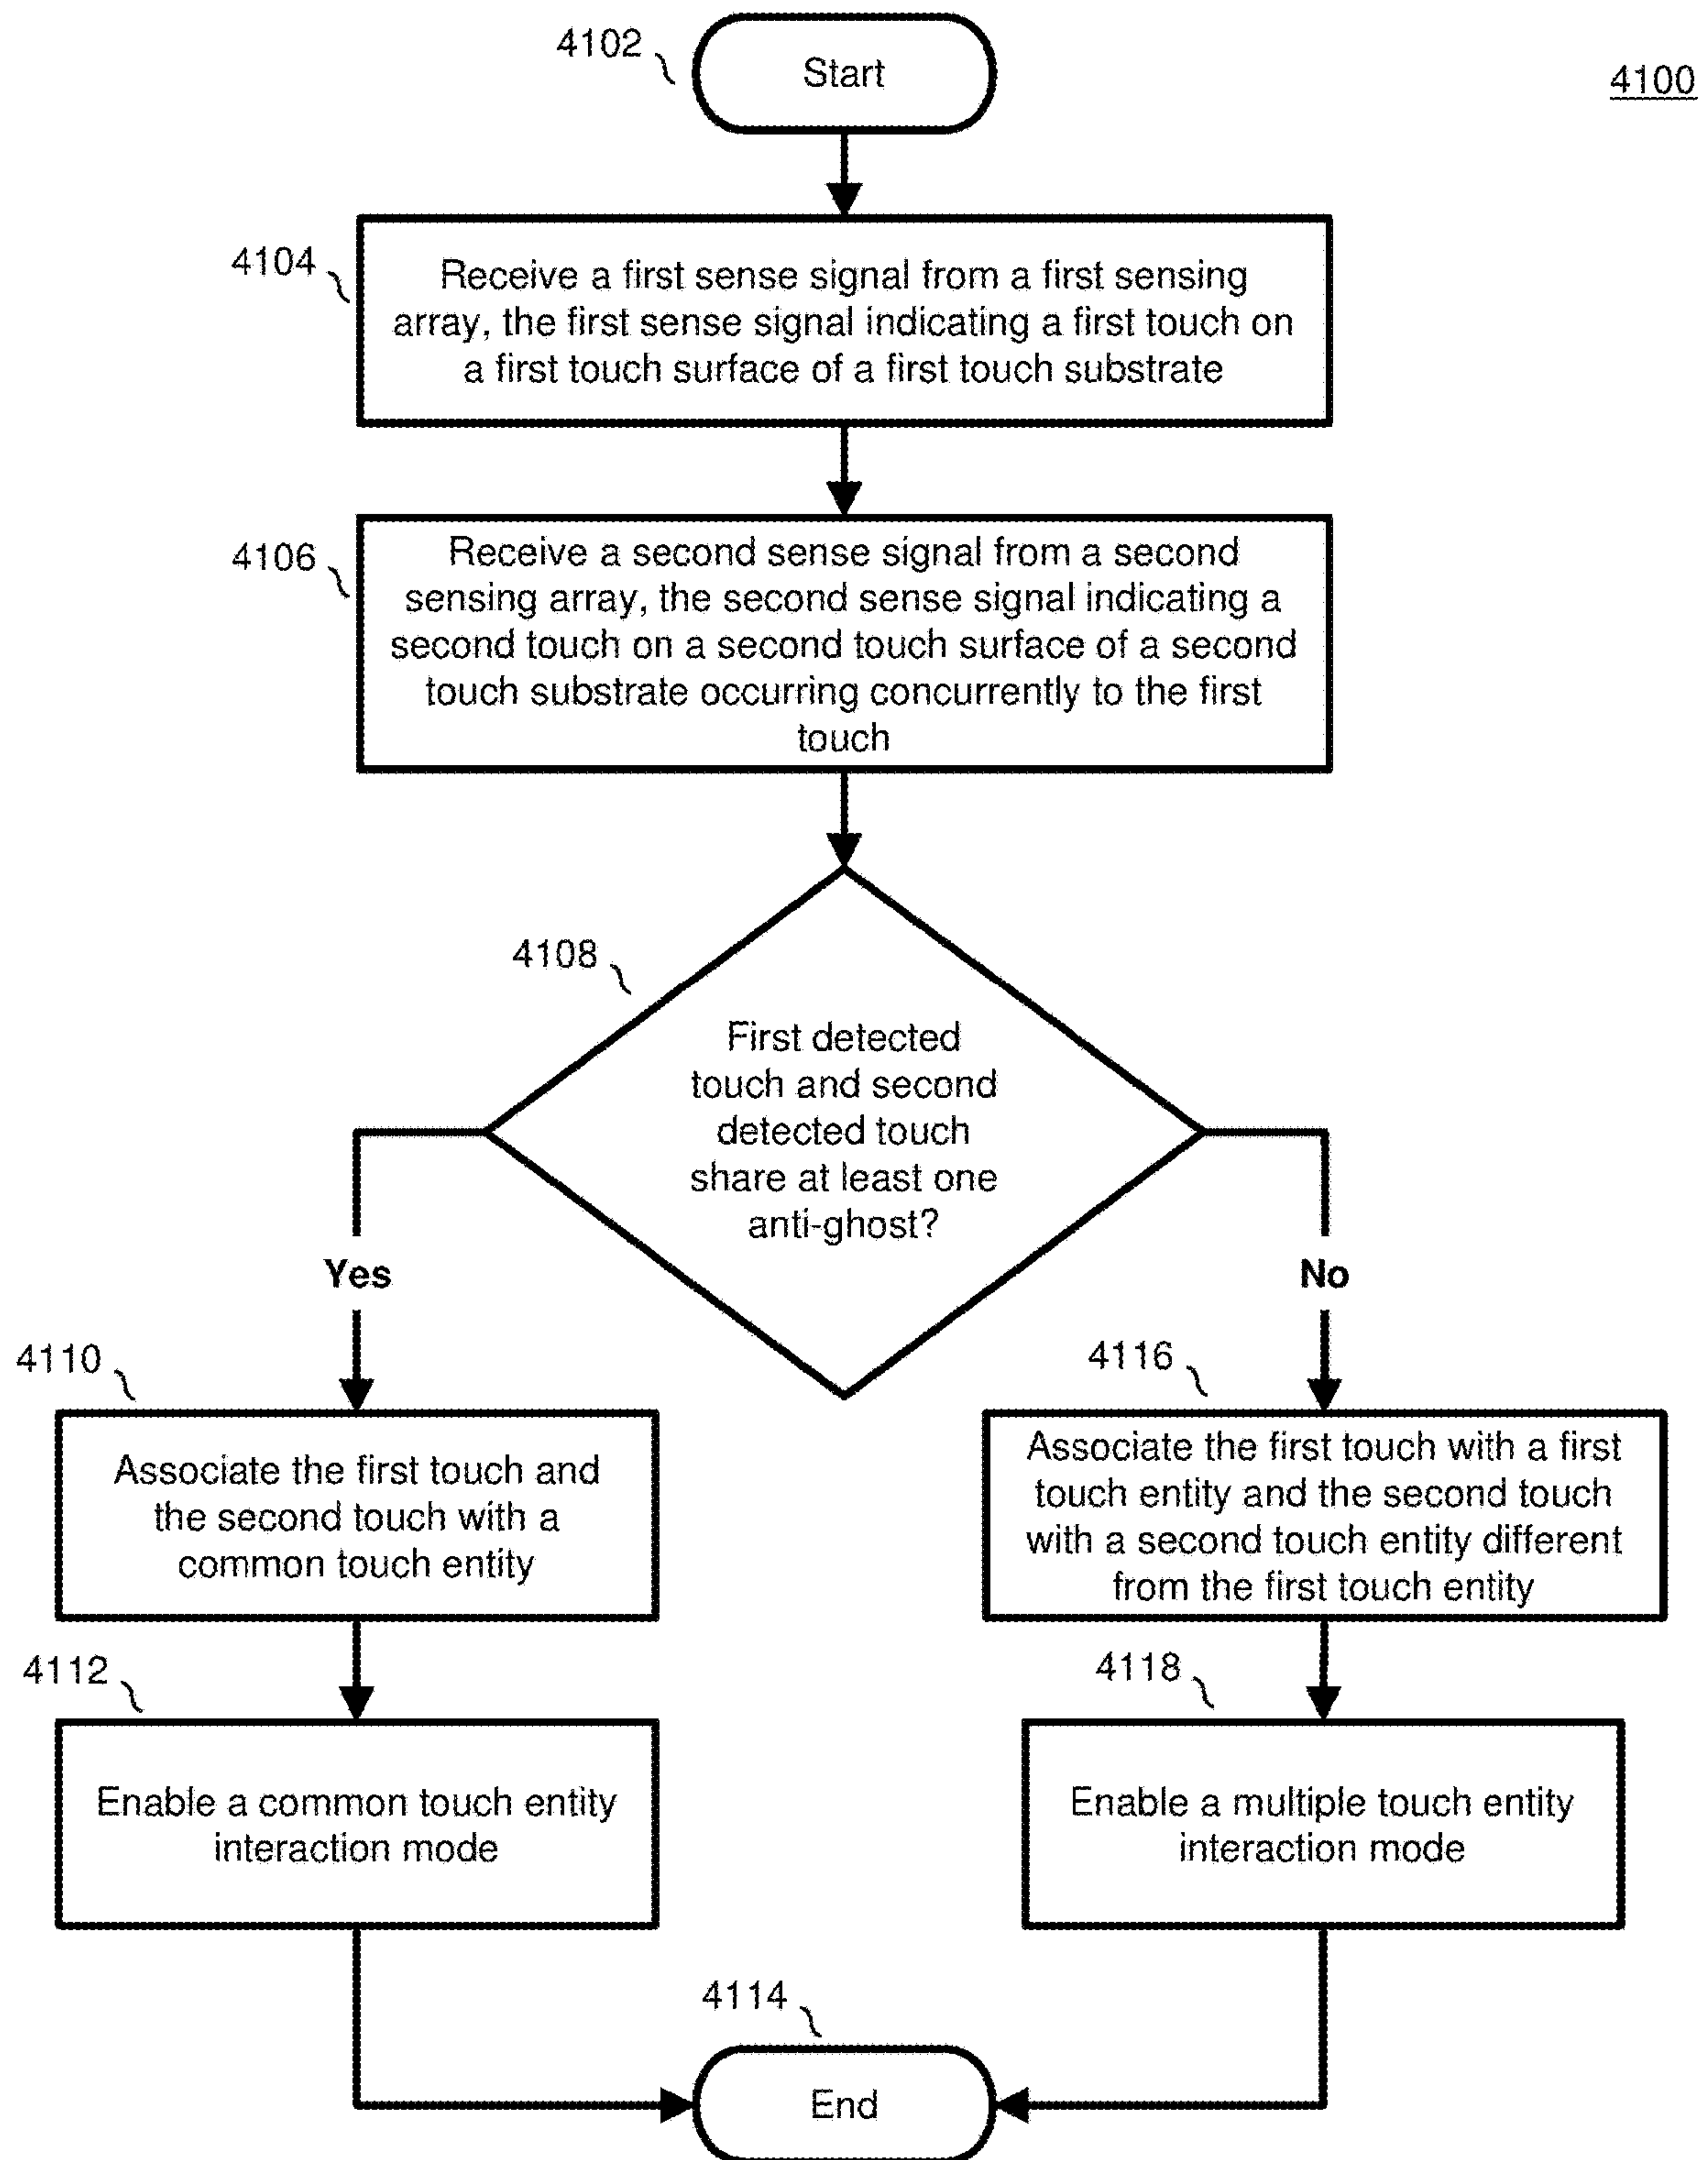 4102
Start
4100
4104
Receive a first sense signal from a first sensing
array, the first sense signal indicating a first touch on
a first touch surface of a first touch substrate
4106
Receive a second sense signal from a second
sensing array, the second sense signal indicating a
second touch on a second touch surface of a second
touch substrate occurring concurrently to the first
touch
4108
First detected
touch and second
detected touch
share at least one
anti-ghost?
Yes
No
4110
Associate the first touch and
the second touch with a
common touch entity
4116
Associate the first touch with a first
touch entity and the second touch
with a second touch entity different
from the first touch entity
4112
Enable a common touch entity
interaction mode
4118
Enable a multiple touch entity
interaction mode
4114
End